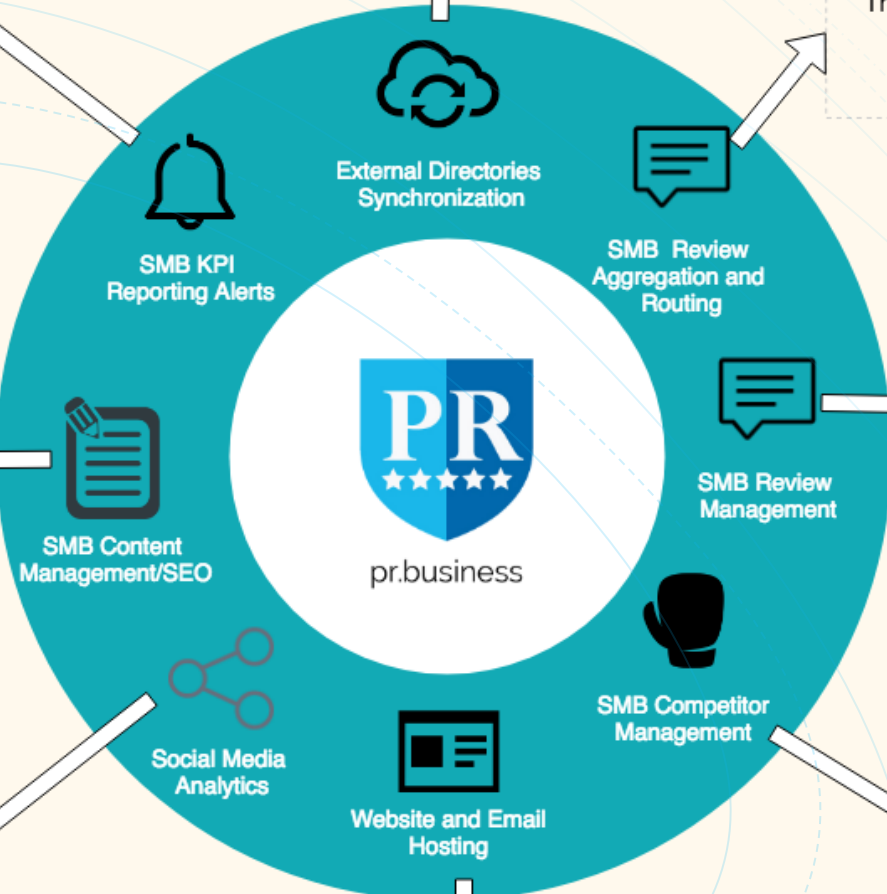 External Directories
Synchronization
SMB Review
Aggregation and
Routing
SMB Review
Management
SMB Competitor
Management
Website and Email
Hosting
Social Media
Analytics
SMB Content
Management/SEO
SMB KPI
Reporting Alerts
PR
pr.business